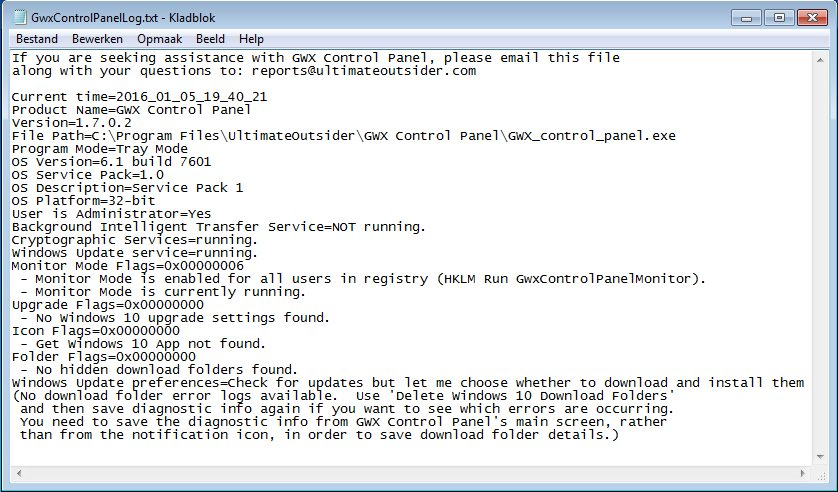 GwxControlPanelLog.txt - Kladblok
Bestand Bewerken Opmaak Beeld Help
If you are seeking assistance with GWX Control Panel, please email this file
along with your questions to: reports@ultimateoutsider.com

Current time=2016_01_05_19_40_21
Product Name=GWX Control Panel
Version=1.7.0.2
File Path=C:\Program Files\UltimateOutsider\GWX Control Panel\GWX_control_panel.exe
Program Mode=Tray Mode
OS Version=6.1 build 7601
OS Service Pack=1.0
OS Description=Service Pack 1
OS Platform=32-bit
User is Administrator=Yes
Background Intelligent Transfer Service=NOT running.
Cryptographic Services=running.
Windows Update service=running.
Monitor Mode Flags=0x00000006
 - Monitor Mode is enabled for all users in registry (HKLM Run GwxControlPanelMonitor).
 - Monitor Mode is currently running.
Upgrade Flags=0x00000000
 - No Windows 10 upgrade settings found.
Icon Flags=0x00000000
 - Get Windows 10 App not found.
Folder Flags=0x00000000
 - No hidden download folders found.
Windows Update preferences=Check for updates but let me choose whether to download and install them
(No download folder error logs available.  Use 'Delete Windows 10 Download Folders'
 and then save diagnostic info again if you want to see which errors are occurring.
 You need to save the diagnostic info from GWX Control Panel's main screen, rather
 than from the notification icon, in order to save download folder details.)